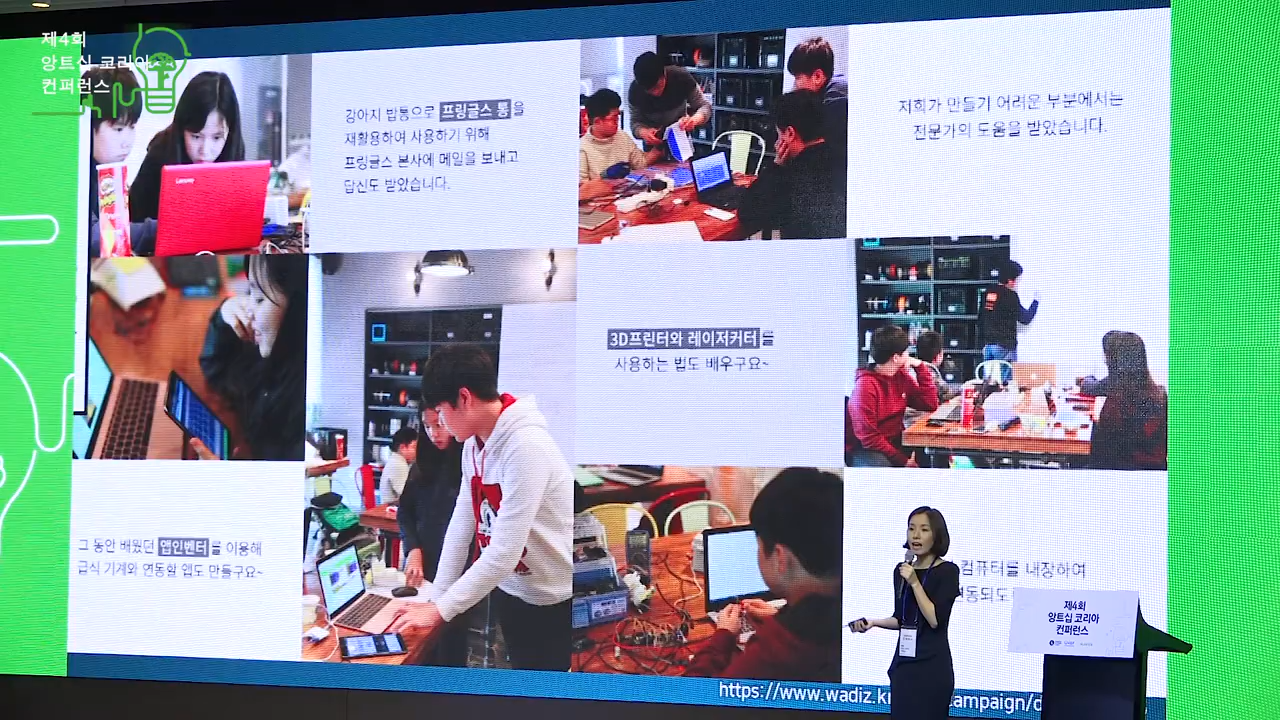 제4회
앙트십 코리아
컨퍼런스
강아지 밥통으로 프링글스 통을
재활용하여 사용하기 위해
프링글스 본사에 메일을 보내고
답신도 받았습니다.
저희가 만들기 어려운 부분에서는
전문가의 도움을 받았습니다.
Lenovo
3D프린터와 레이저커터를
사용하는 법도 배우구요~
그 동안 배웠던 앱인벤터를 이용해
급식 기계와 연동할 앱도 만들구요~
컴퓨터를 내장하여
제4회
앙트십 코리아
컨퍼런스
https://www.wadiz.kr